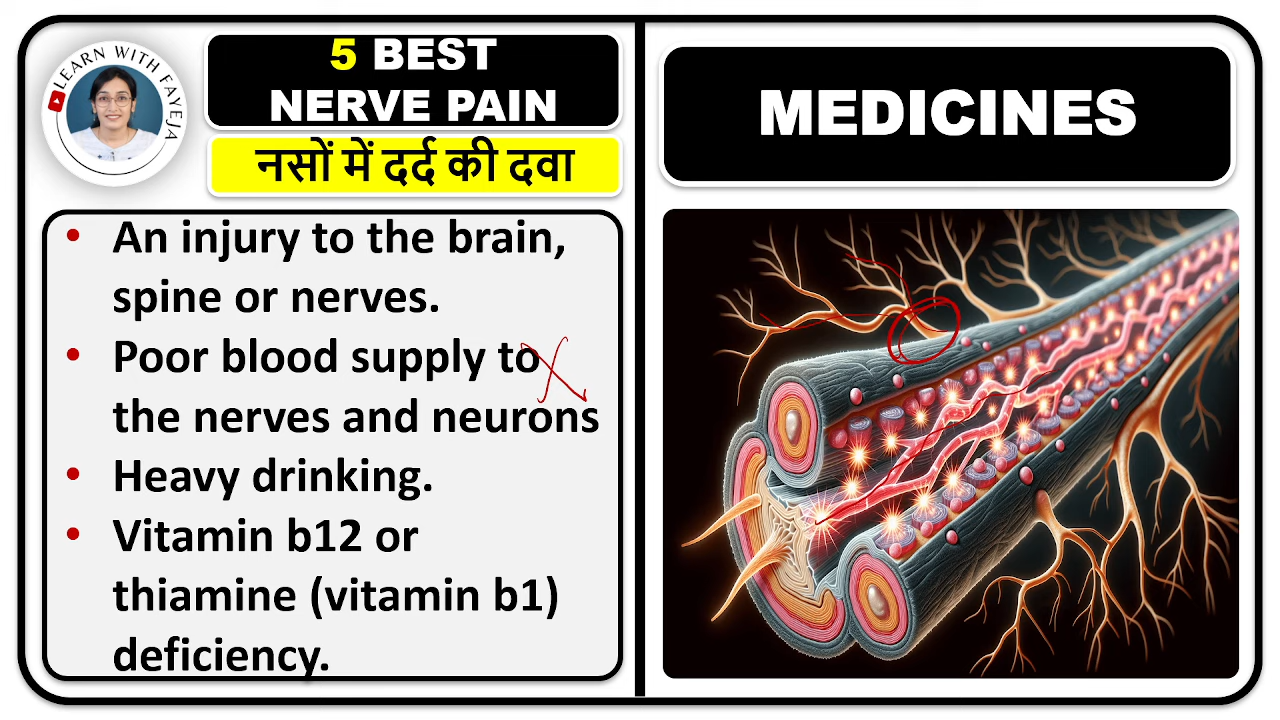 LEARN WITH FAYEJA
5 BEST
NERVE PAIN
नसों में दर्द की दवा
• An injury to the brain,
spine or nerves.
• Poor blood supply to
the nerves and neurons
• Heavy drinking.
• Vitamin b12 or
thiamine (vitamin b1)
deficiency.
MEDICINES